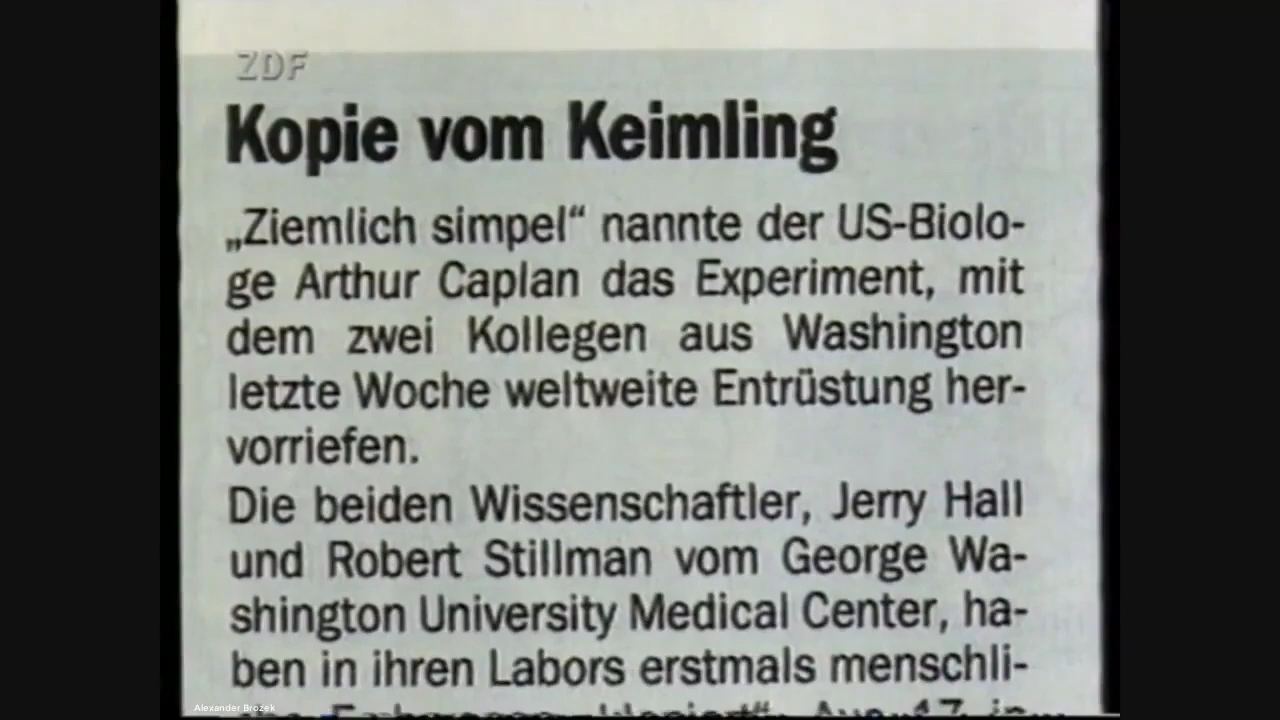 ZDF
Kopie vom Keimling
„Ziemlich simpel“ nannte der US-Biolo-
ge Arthur Caplan das Experiment, mit
dem zwei Kollegen aus Washington
letzte Woche weltweite Entrüstung her-
vorriefen.
Die beiden Wissenschaftler, Jerry Hall
und Robert Stillman vom George Wa-
shington University Medical Center, ha-
ben in ihren Labors erstmals menschli-
Alexander Brozek